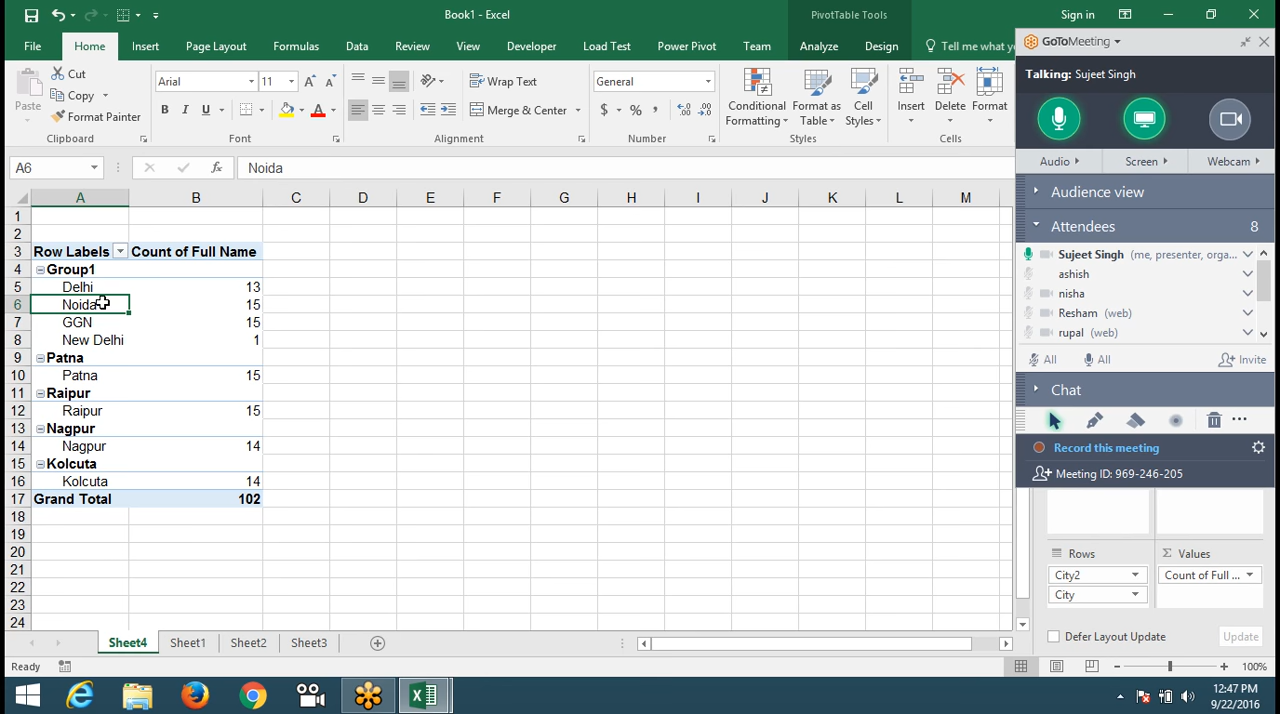 Book1 - Excel
PivotTable Tools
Sign in
File Home Insert Page Layout Formulas Data Review View Developer Load Test Power Pivot Team Analyze Design Tell me what yo
GoToMeeting
Talking: Sujeet Singh
Paste
Cut
Copy
Format Painter
Clipboard
Arial 11
B I U
Font
Wrap Text
Merge & Center
Alignment
General
$ % ,
Number
Conditional Formatting
Format as Table
Cell Styles
Styles
Insert Delete Format
Cells
Audio Screen Webcam
Audience view
Attendees 8
Sujeet Singh (me, presenter, orga...
ashish
nisha
Resham (web)
rupal (web)
All All Invite
Chat
Record this meeting
Meeting ID: 969-246-205
A6 fx Noida
A B C D E F G H I J K L M
1
2
3 Row Labels Count of Full Name
4 Group1
5 Delhi 13
6 Noida 15
7 GGN 15
8 New Delhi 1
9 Patna
10 Patna 15
11 Raipur
12 Raipur 15
13 Nagpur
14 Nagpur 14
15 Kolcuta
16 Kolcuta 14
17 Grand Total 102
18
19
20
21
22
23
24
Rows Σ Values
City2 Count of Full ...
City
Defer Layout Update Update
Sheet4 Sheet1 Sheet2 Sheet3
Ready 100%
12:47 PM
9/22/2016